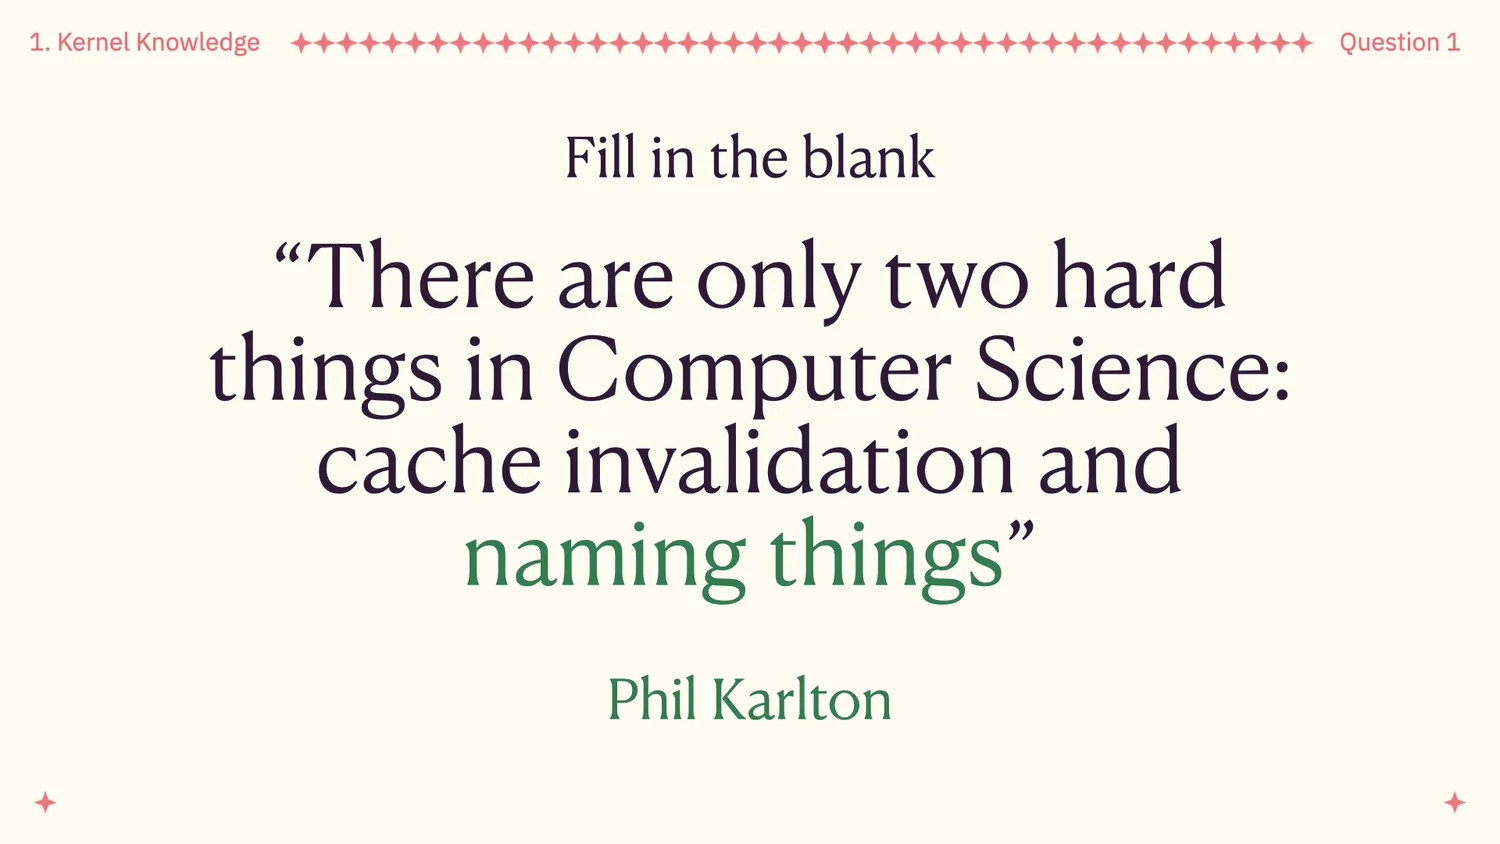 1. Kernel Knowledge
Question 1
Fill in the blank
“There are only two hard
things in Computer Science:
cache invalidation and
naming things”
Phil Karlton